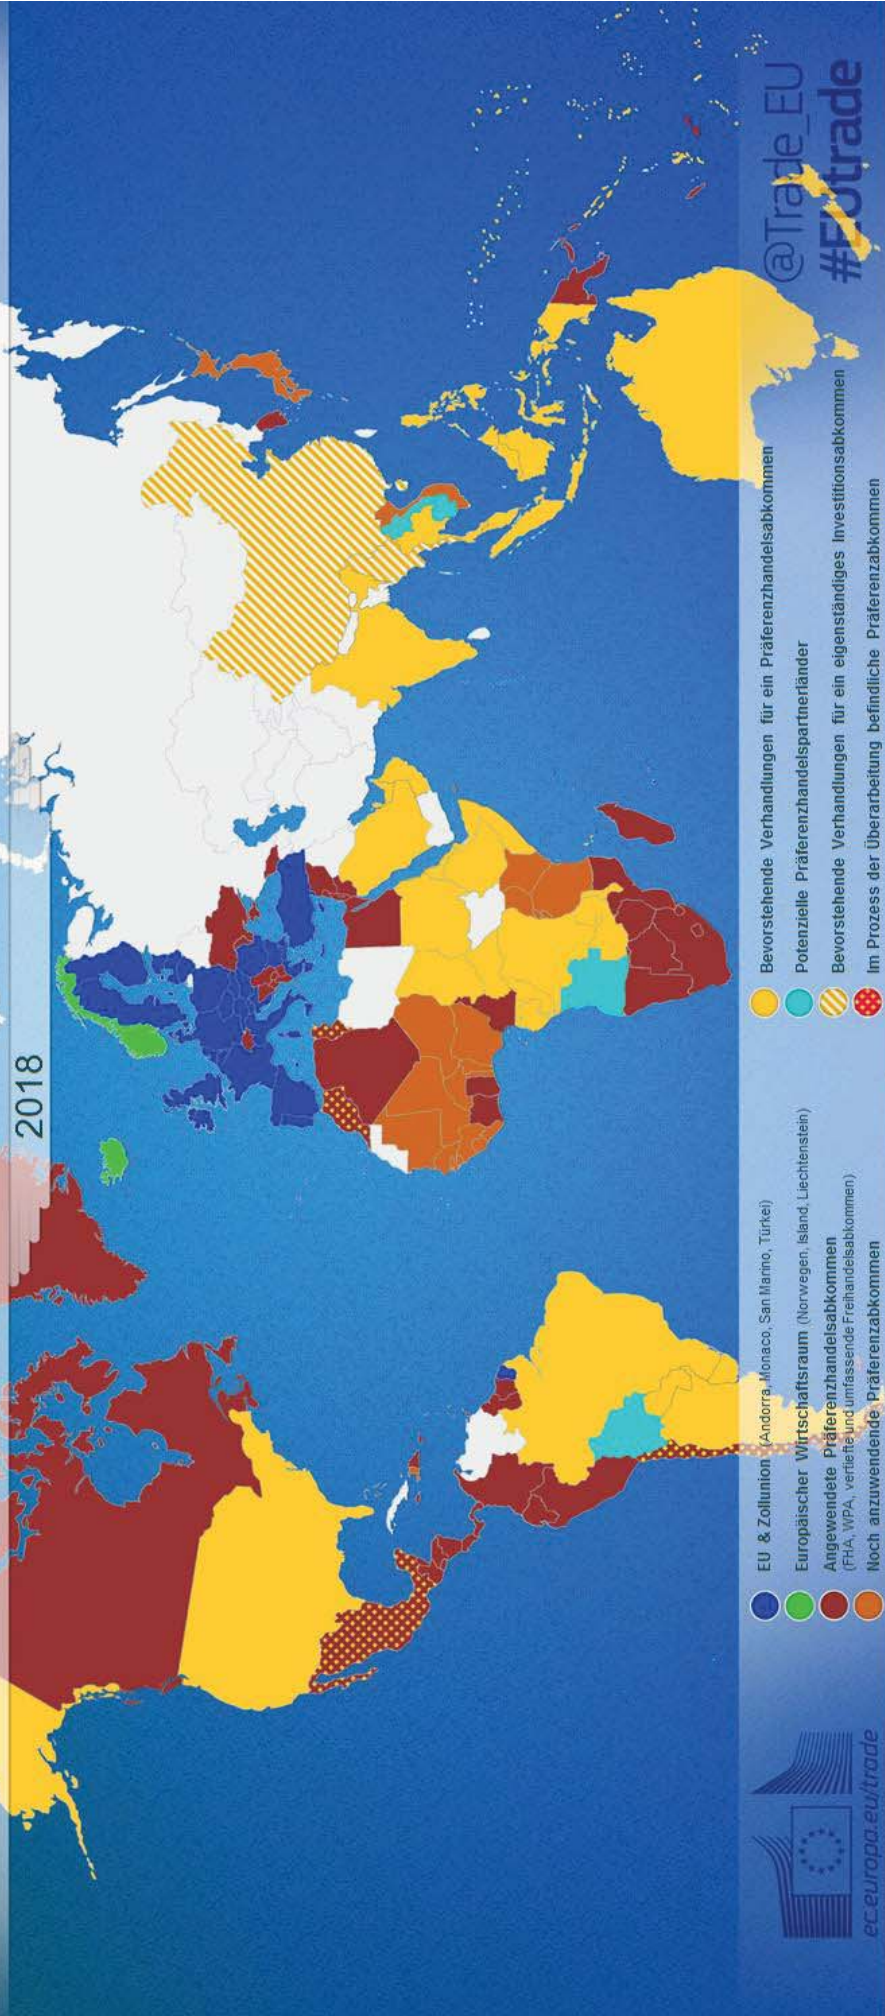 2018
EU & Zollunion (Andorra, Monaco, San Marino, Türkei)
Europäischer Wirtschaftsraum (Norwegen, Island, Liechtenstein)
Angewendete Präferenzhandelsabkommen
(FHA, WPA, vertiefte und umfassende Freihandelsabkommen)
Noch anzuwendende Präferenzabkommen
Bevorstehende Verhandlungen für ein Präferenzhandelsabkommen
Potenzielle Präferenzhandelspartnerländer
Bevorstehende Verhandlungen für ein eigenständiges Investitionsabkommen
Im Prozess der Überarbeitung befindliche Präferenzabkommen
@Trade_EU
#EUtrade
ec.europa.eu/trade